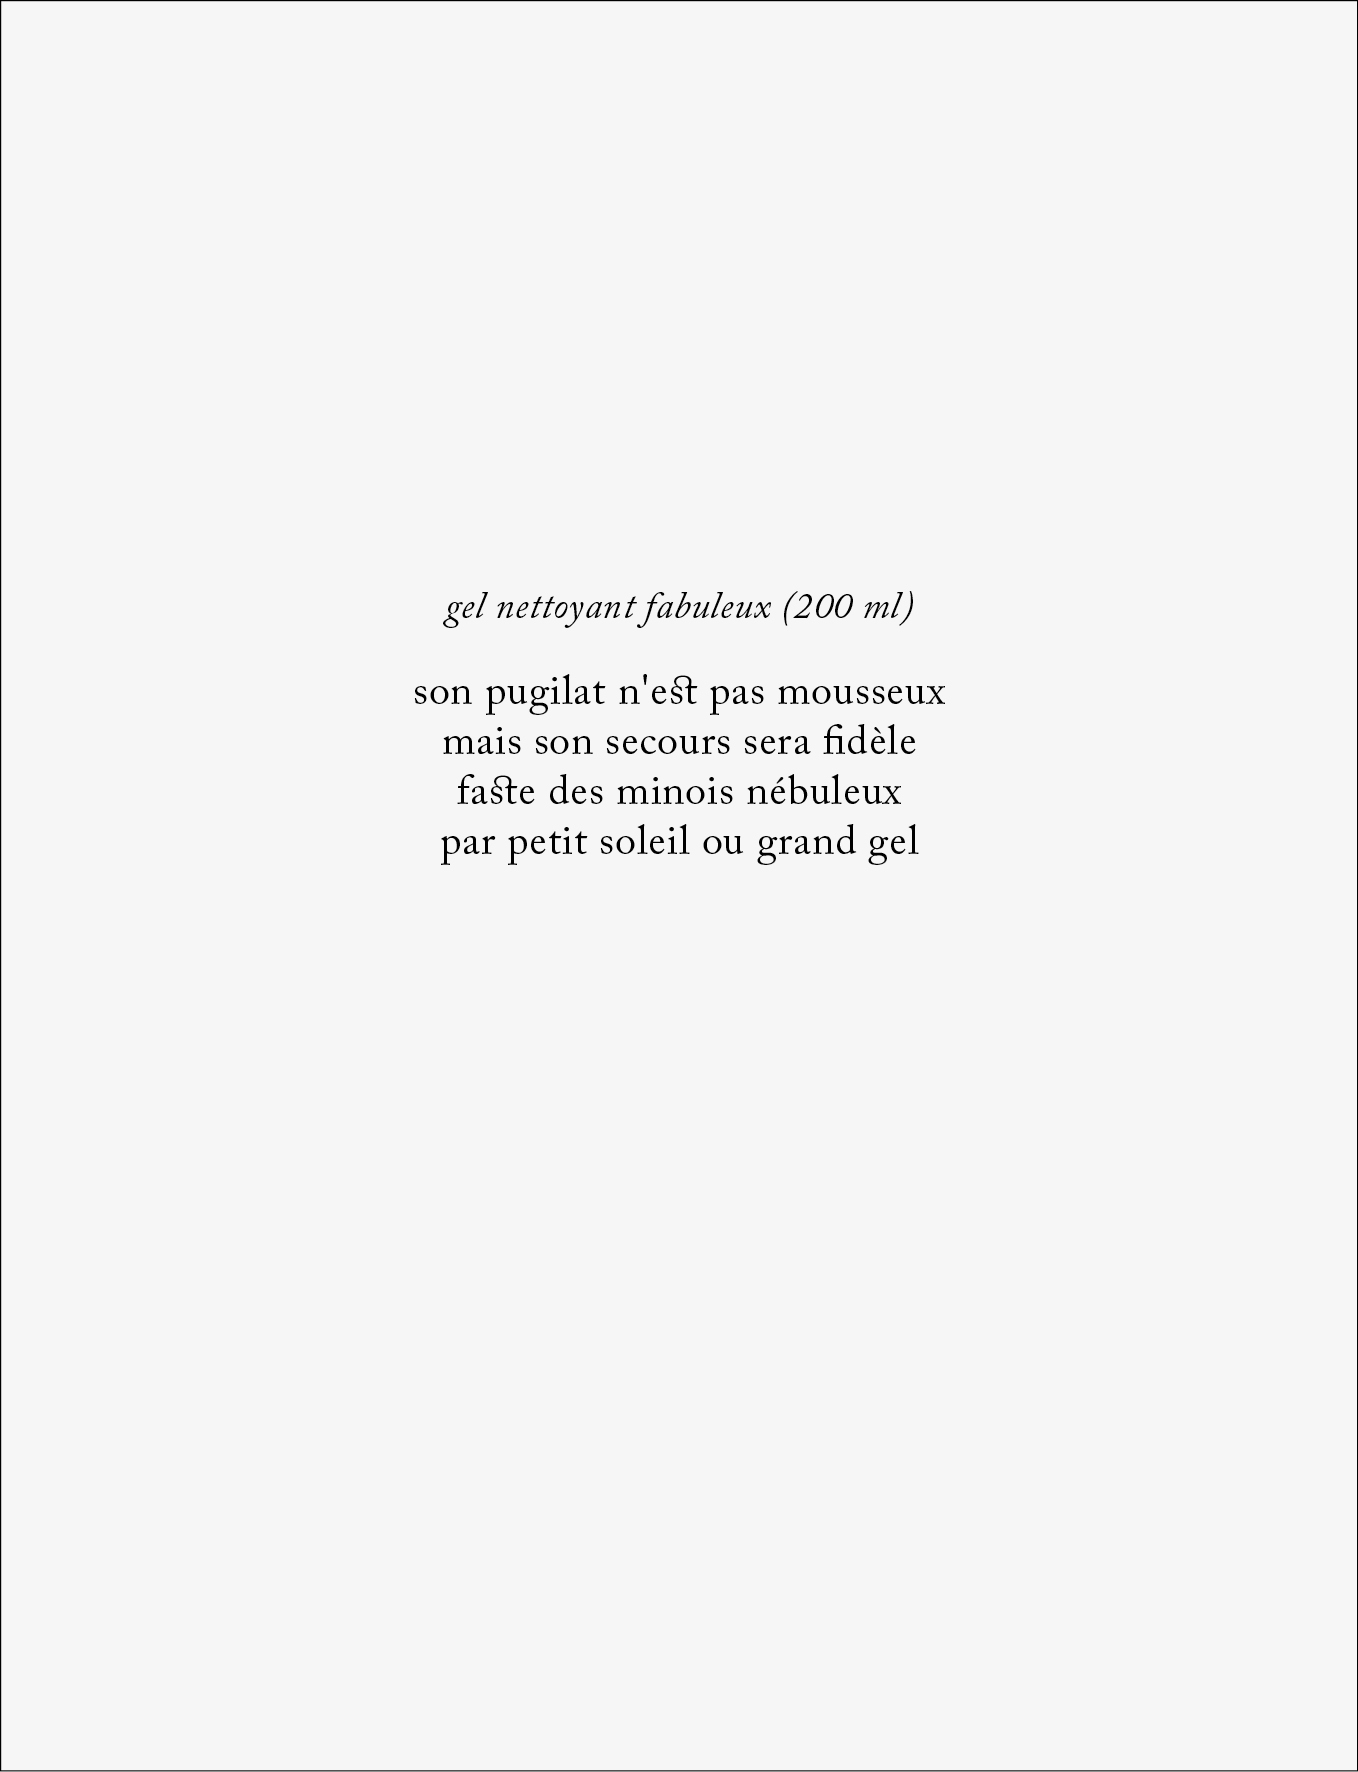 gel nettoyant fabuleux (200 ml)
son pugilat n'est pas mousseux
mais son secours sera fidèle
faste des minois nébuleux
par petit soleil ou grand gel